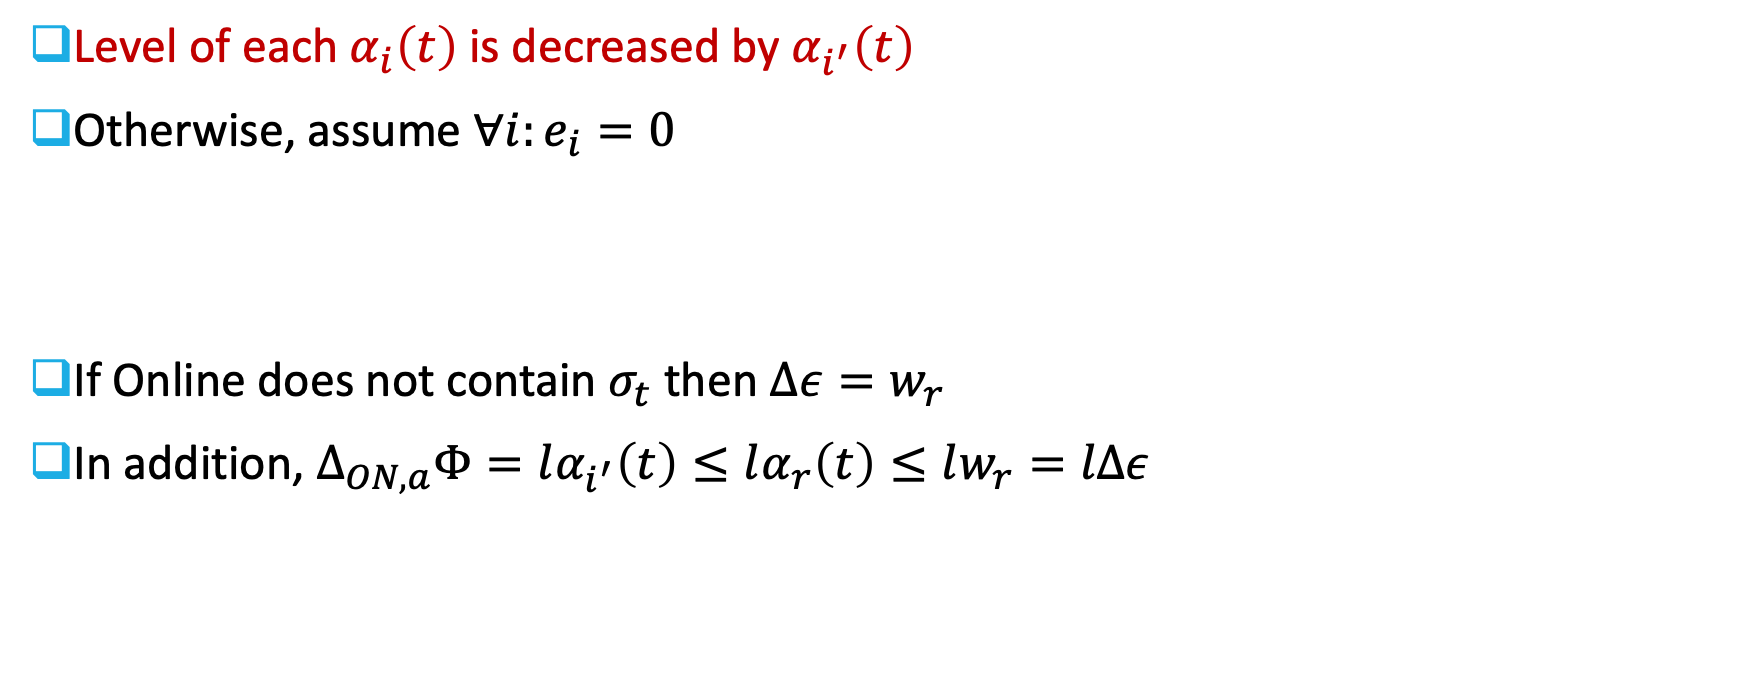 ❑Level of each αᵢ(t) is decreased by αᵢ′(t)
❑Otherwise, assume ∀i: eᵢ = 0
❑If Online does not contain σₜ then Δϵ = wᵣ
❑In addition, Δ_{ON,a}Φ = lαᵢ′(t) ≤ lαᵣ(t) ≤ lwᵣ = lΔϵ